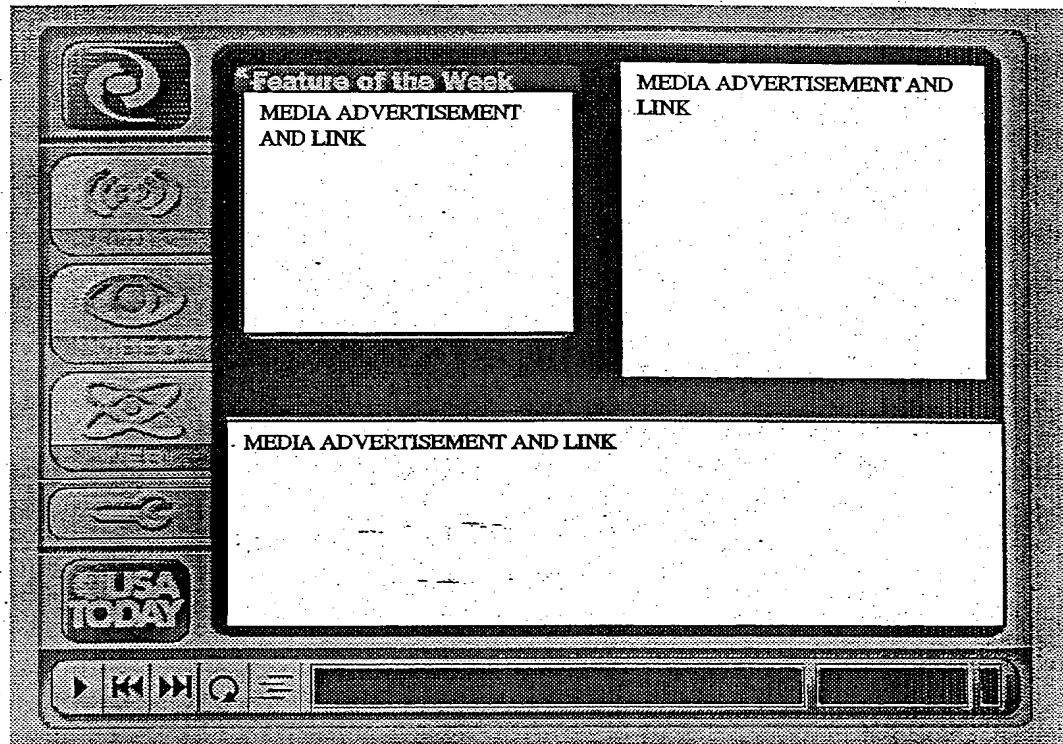 Feature of the Week
MEDIA ADVERTISEMENT
AND LINK
MEDIA ADVERTISEMENT AND
LINK
MEDIA ADVERTISEMENT AND LINK
USA
TODAY